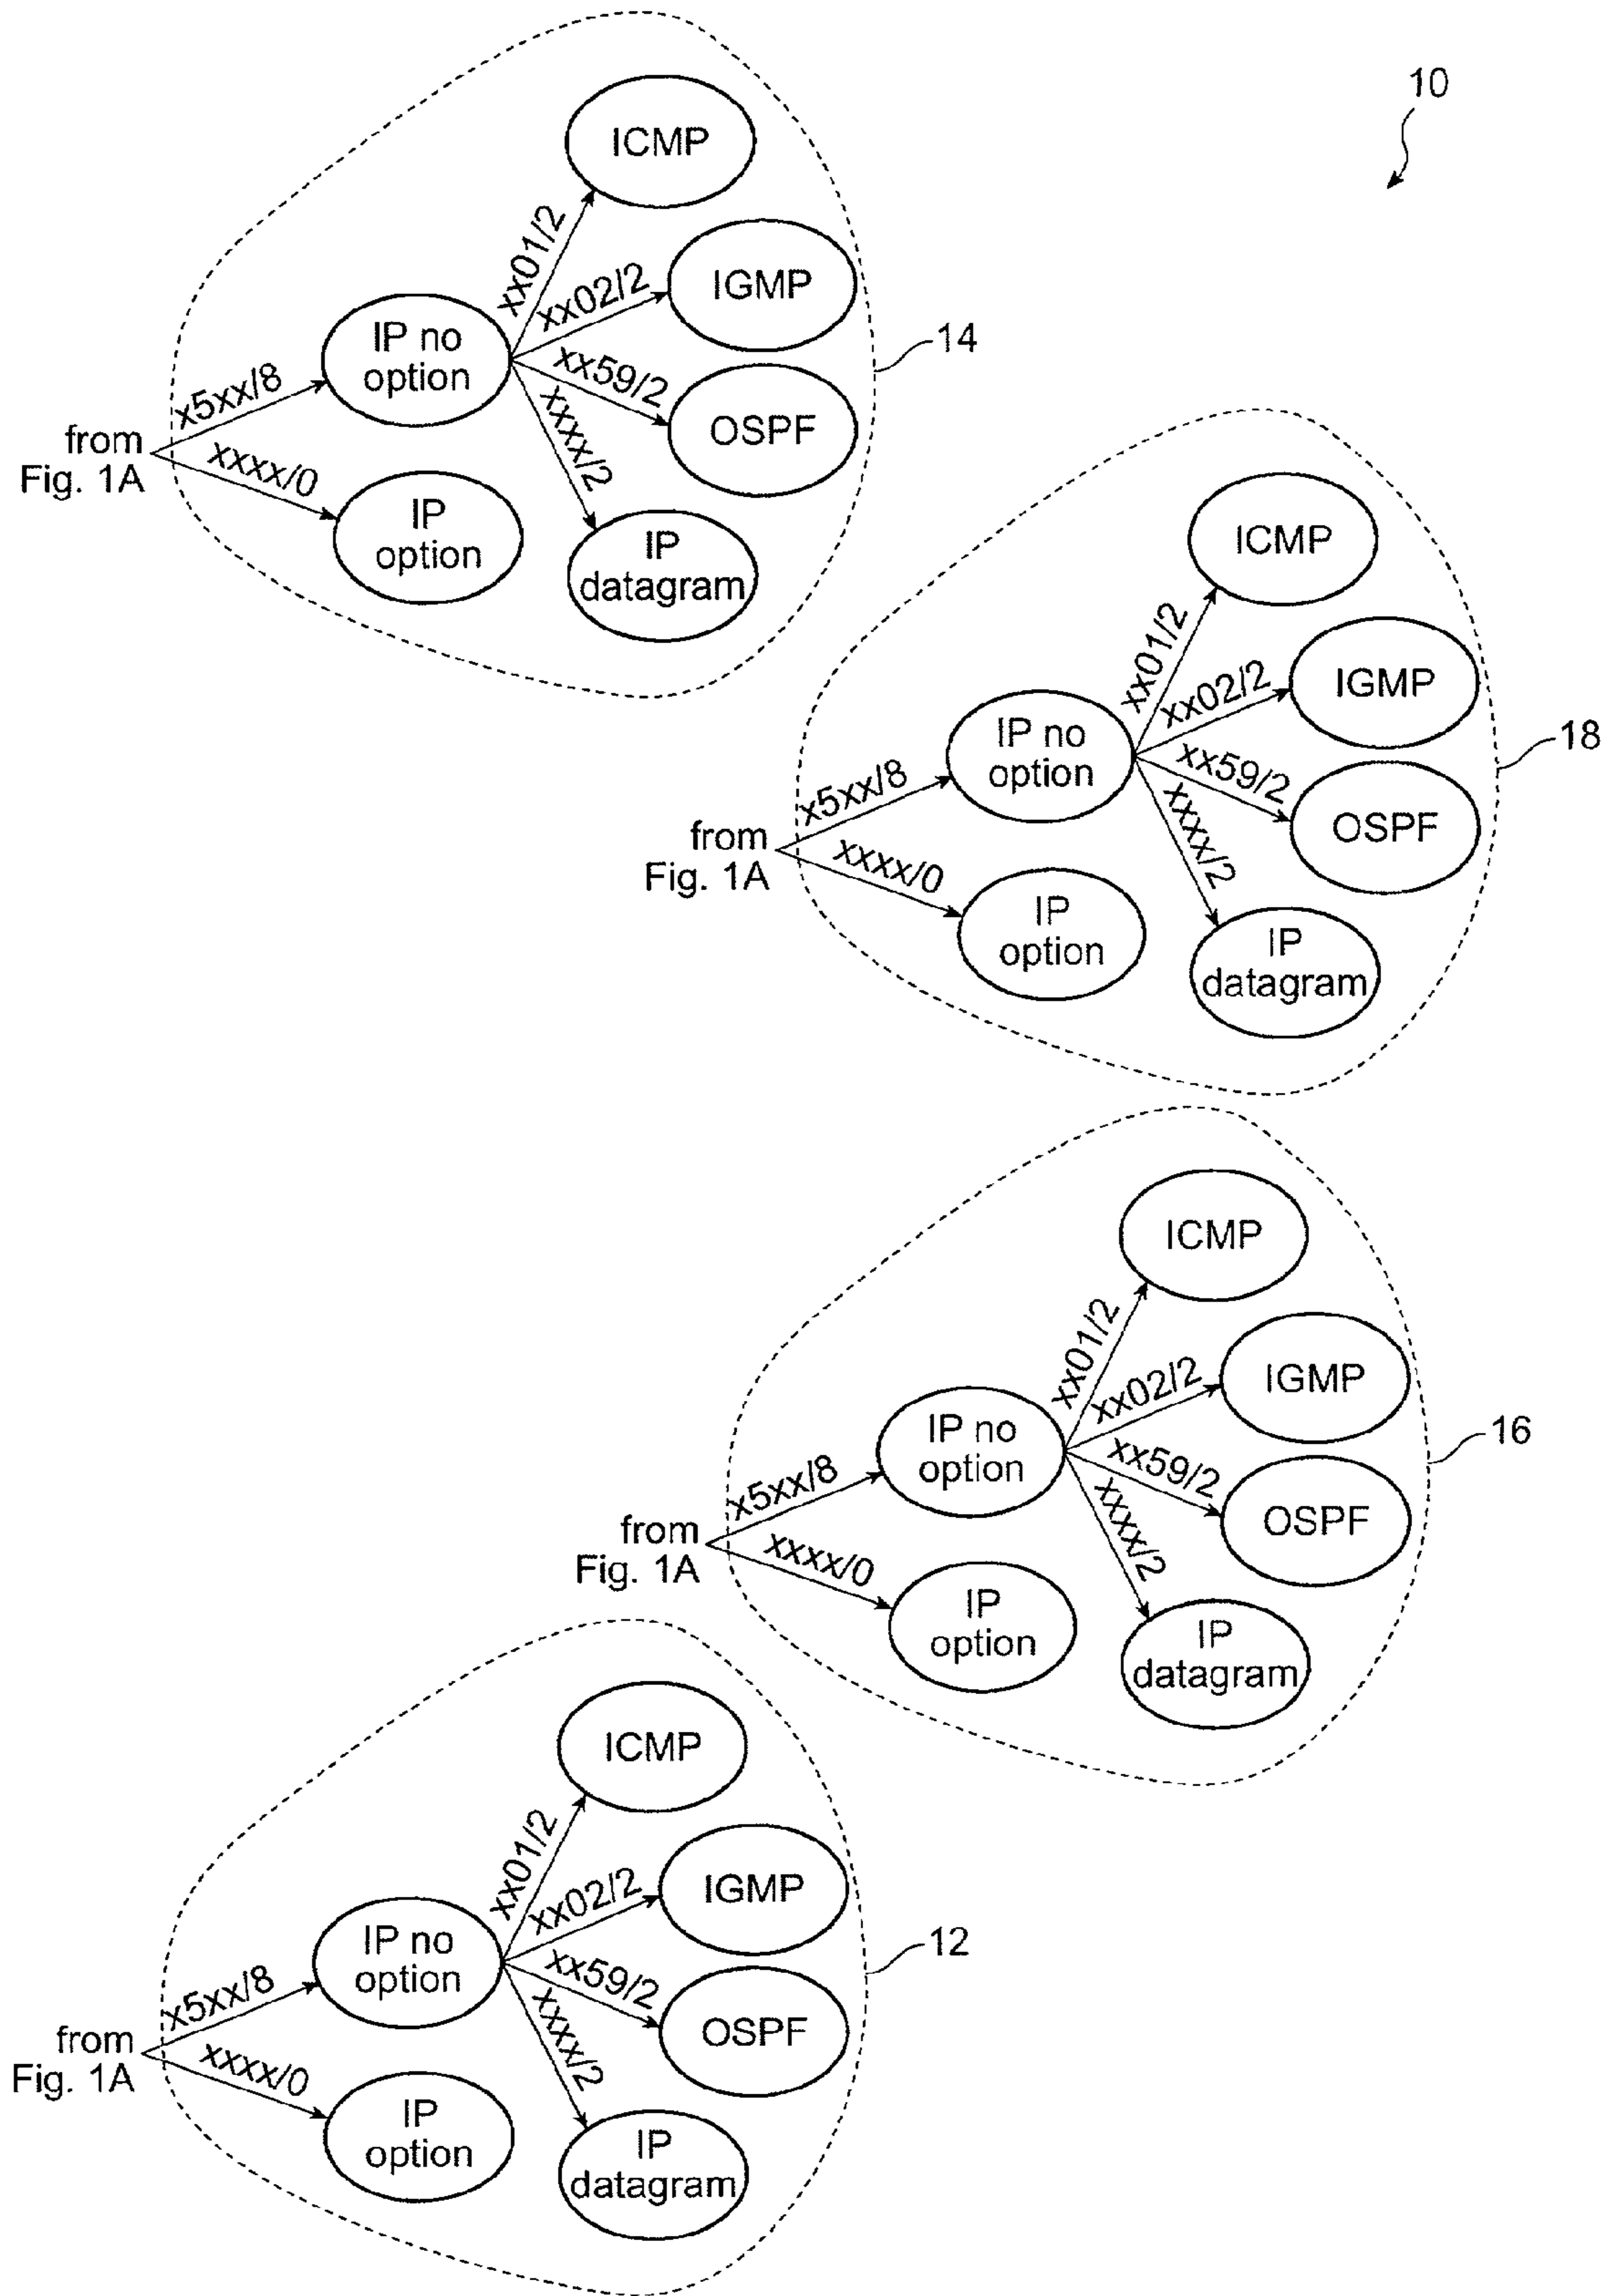 10
ICMP
IGMP
OSPF
IP
datagram
IP no
option
IP
option
xx01/2
xx02/2
xx59/2
xxxx/2
x5xx/8
xxxx/0
from
Fig. 1A
14
ICMP
IGMP
OSPF
IP
datagram
IP no
option
IP
option
xx01/2
xx02/2
xx59/2
xxxx/2
x5xx/8
xxxx/0
from
Fig. 1A
18
ICMP
IGMP
OSPF
IP
datagram
IP no
option
IP
option
xx01/2
xx02/2
xx59/2
xxxx/2
x5xx/8
xxxx/0
from
Fig. 1A
16
ICMP
IGMP
OSPF
IP
datagram
IP no
option
IP
option
xx01/2
xx02/2
xx59/2
xxxx/2
x5xx/8
xxxx/0
from
Fig. 1A
12